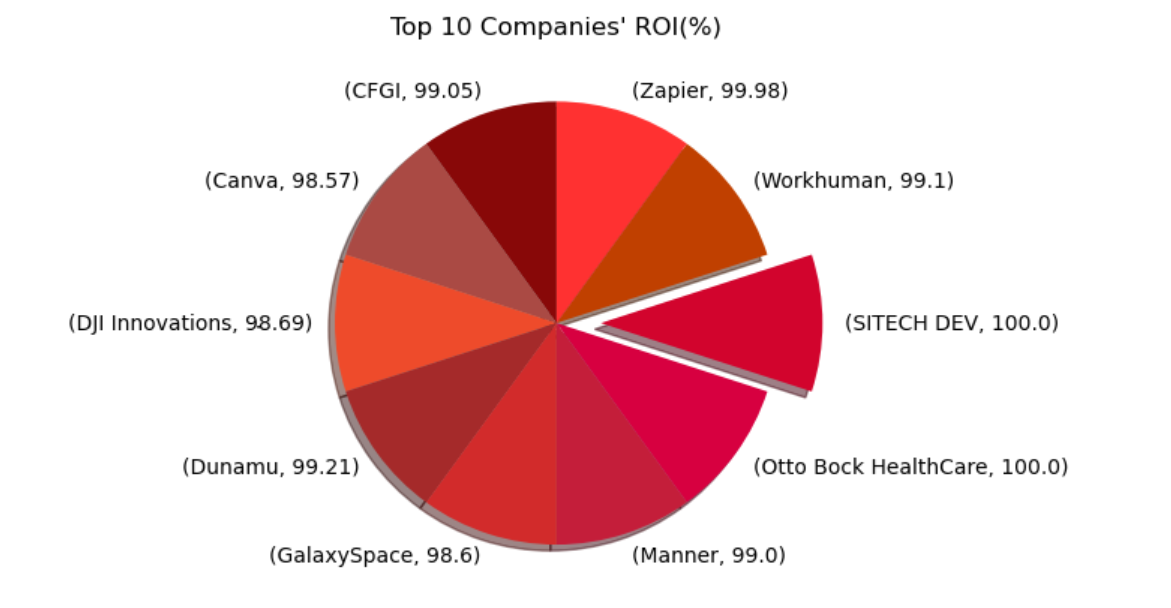 Top 10 Companies' ROI(%)
(CFGI, 99.05)
(Zapier, 99.98)
(Canva, 98.57)
(Workhuman, 99.1)
(DJI Innovations, 98.69)
(SITECH DEV, 100.0)
(Dunamu, 99.21)
(Otto Bock HealthCare, 100.0)
(GalaxySpace, 98.6)
(Manner, 99.0)